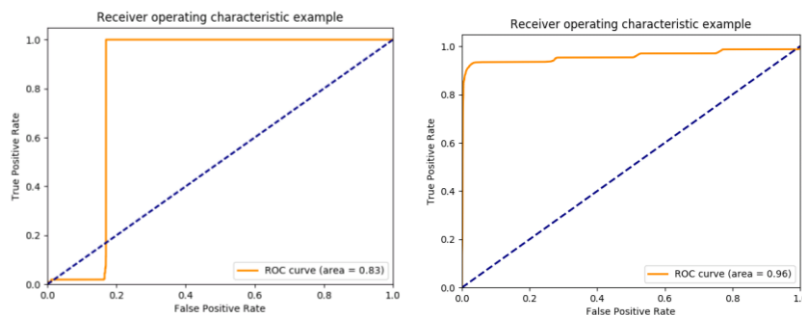 Receiver operating characteristic example
1.0
0.8
0.6
0.4
0.2
0.0
True Positive Rate
ROC curve (area = 0.83)
0.0 0.2 0.4 0.6 0.8 1.0
False Positive Rate
Receiver operating characteristic example
1.0
0.8
0.6
0.4
0.2
0.0
True Positive Rate
ROC curve (area = 0.96)
0.0 0.2 0.4 0.6 0.8 1.0
False Positive Rate